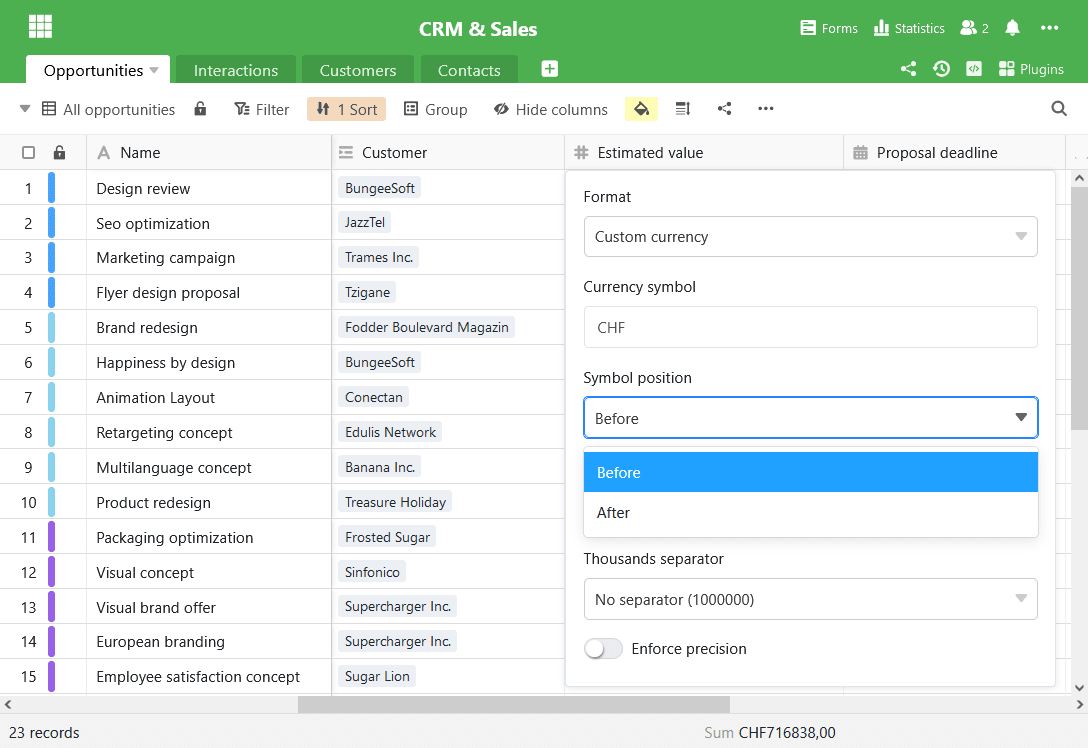 CRM & Sales
Forms
Statistics
2
Opportunities
Interactions
Customers
Contacts
Plugins
All opportunities
Filter
1 Sort
Group
Hide columns
Name
Customer
Estimated value
Proposal deadline
1 Design review BungeeSoft
2 Seo optimization JazzTel
3 Marketing campaign Trames Inc.
4 Flyer design proposal Tzigane
5 Brand redesign Fodder Boulevard Magazin
6 Happiness by design BungeeSoft
7 Animation Layout Conectan
8 Retargeting concept Edulis Network
9 Multilanguage concept Banana Inc.
10 Product redesign Treasure Holiday
11 Packaging optimization Frosted Sugar
12 Visual concept Sinfonico
13 Visual brand offer Supercharger Inc.
14 European branding Supercharger Inc.
15 Employee satisfaction concept Sugar Lion
Format
Custom currency
Currency symbol
CHF
Symbol position
Before
Before
After
Thousands separator
No separator (1000000)
Enforce precision
23 records
Sum CHF716838,00